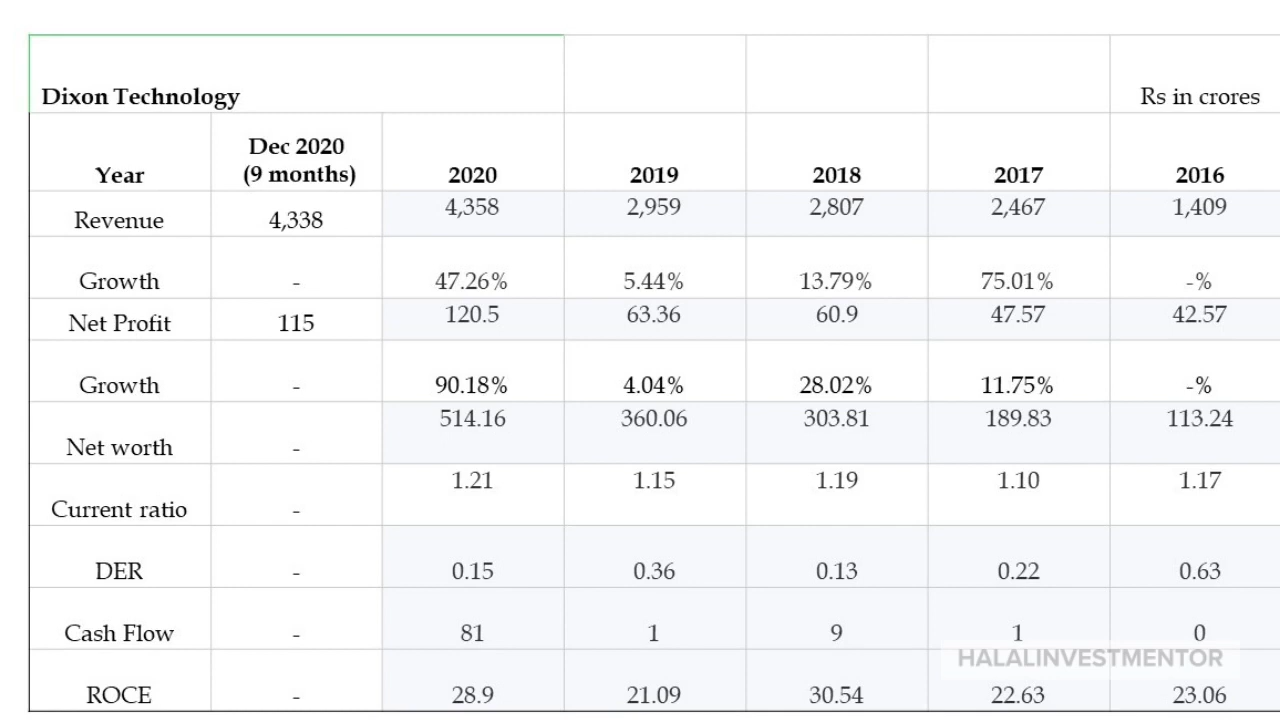 Dixon Technology Rs in crores
Year Dec 2020 (9 months) 2020 2019 2018 2017 2016
Revenue 4,338 4,358 2,959 2,807 2,467 1,409
Growth - 47.26% 5.44% 13.79% 75.01% -%
Net Profit 115 120.5 63.36 60.9 47.57 42.57
Growth - 90.18% 4.04% 28.02% 11.75% -%
Net worth - 514.16 360.06 303.81 189.83 113.24
Current ratio - 1.21 1.15 1.19 1.10 1.17
DER - 0.15 0.36 0.13 0.22 0.63
Cash Flow - 81 1 9 1 0
HALALINVESTMENTOR
ROCE - 28.9 21.09 30.54 22.63 23.06